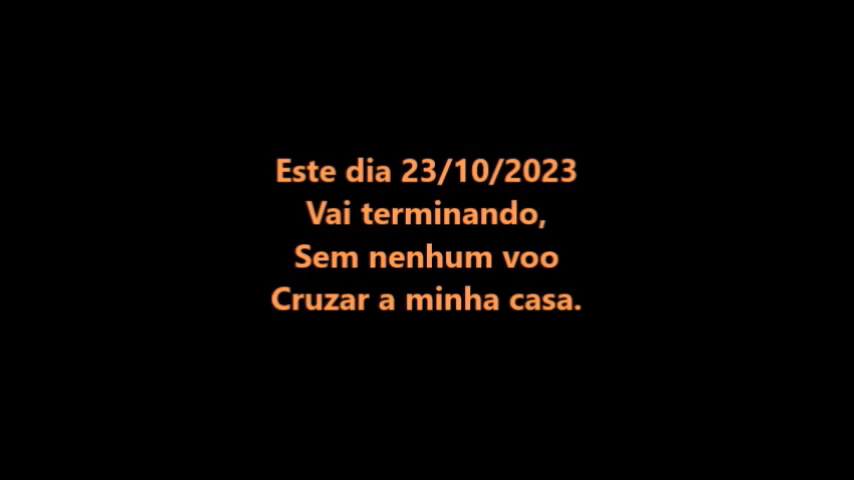 Este dia 23/10/2023
Vai terminando,
Sem nenhum voo
Cruzar a minha casa.